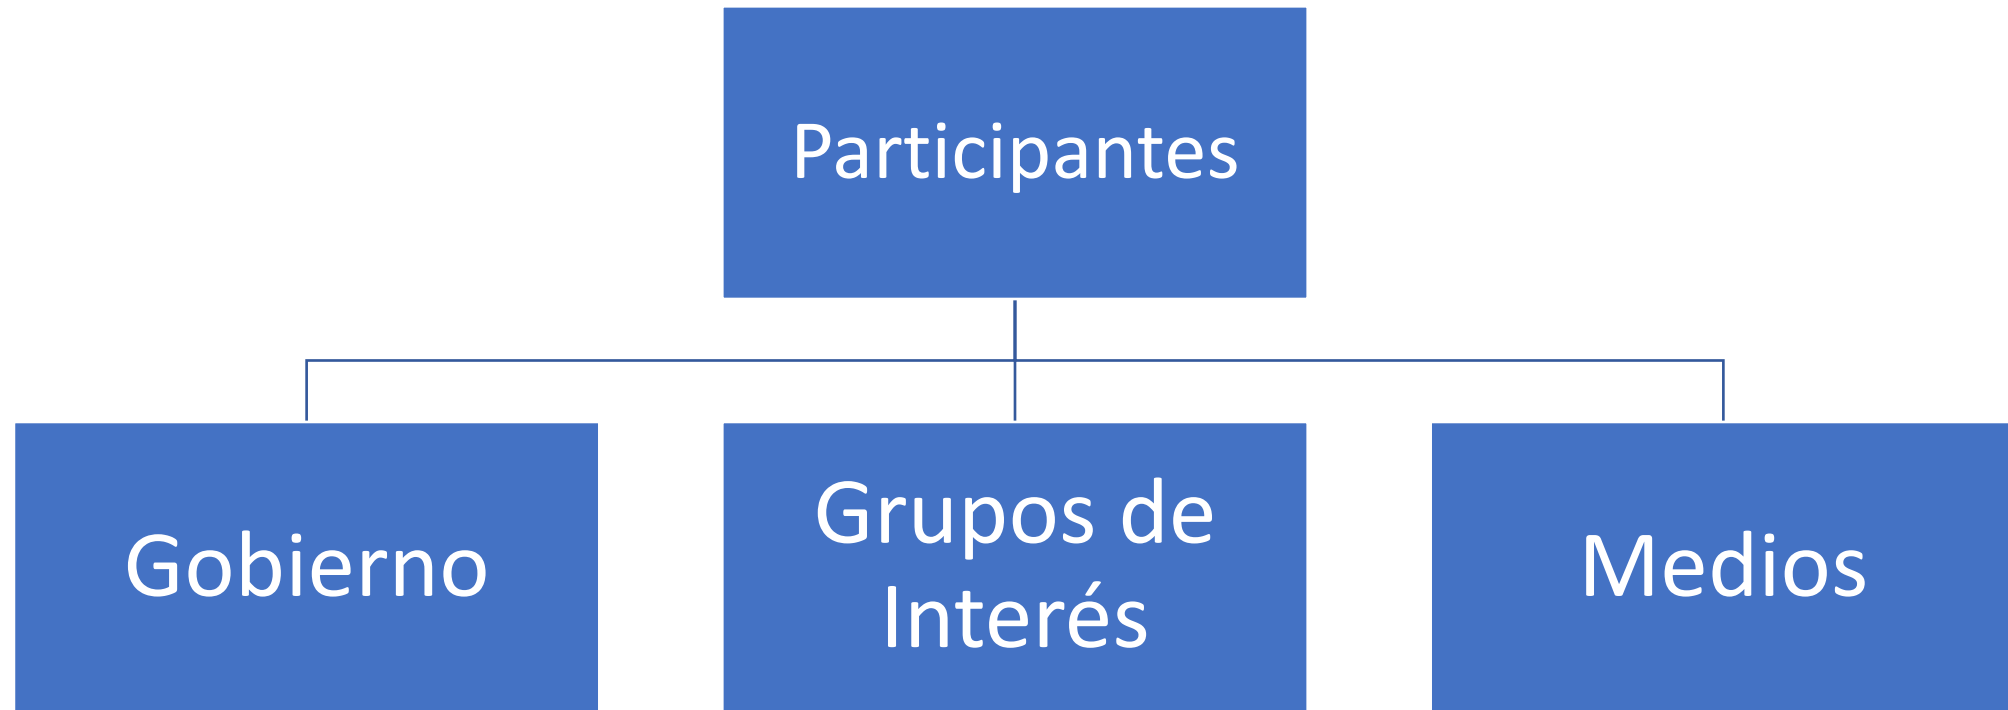 Participantes
Gobierno
Grupos de
Interés
Medios